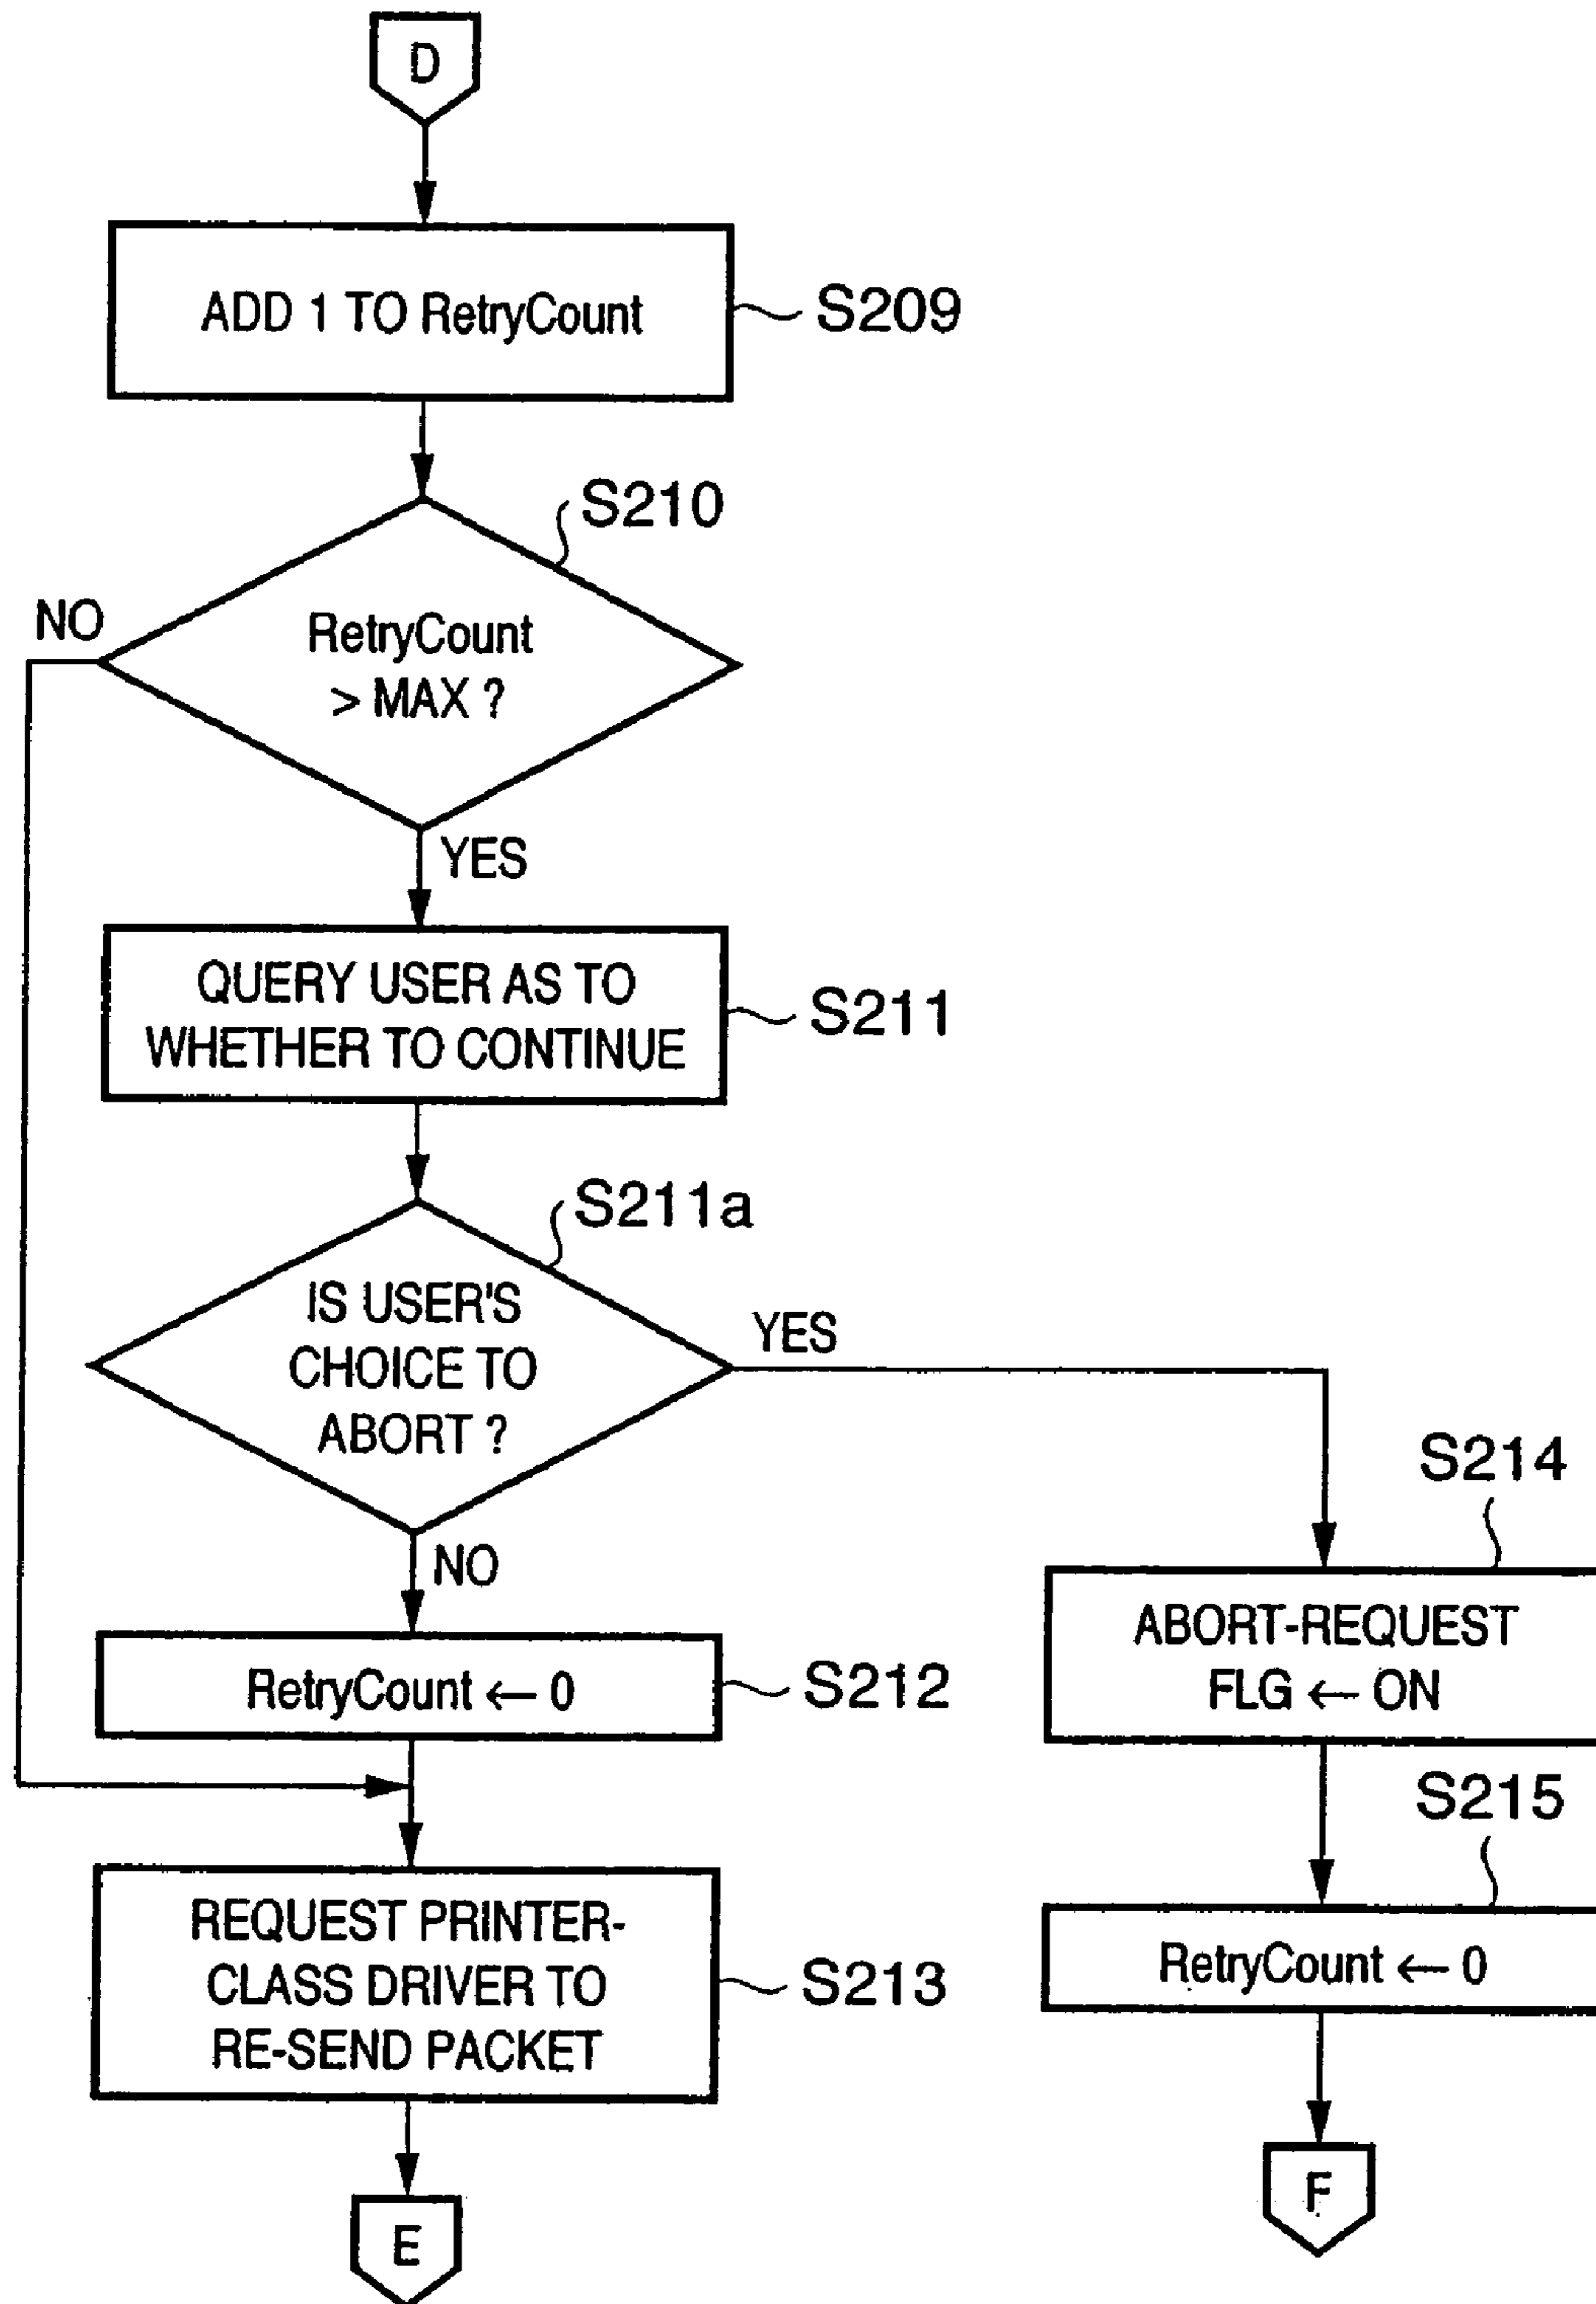 D
ADD 1 TO RetryCount
S209
S210
NO
RetryCount
> MAX ?
YES
QUERY USER AS TO
WHETHER TO CONTINUE
S211
S211a
IS USER'S
CHOICE TO
ABORT ?
YES
NO
S214
ABORT-REQUEST
FLG ← ON
RetryCount ← 0
S212
S215
RetryCount ← 0
REQUEST PRINTER-
CLASS DRIVER TO
RE-SEND PACKET
S213
F
E